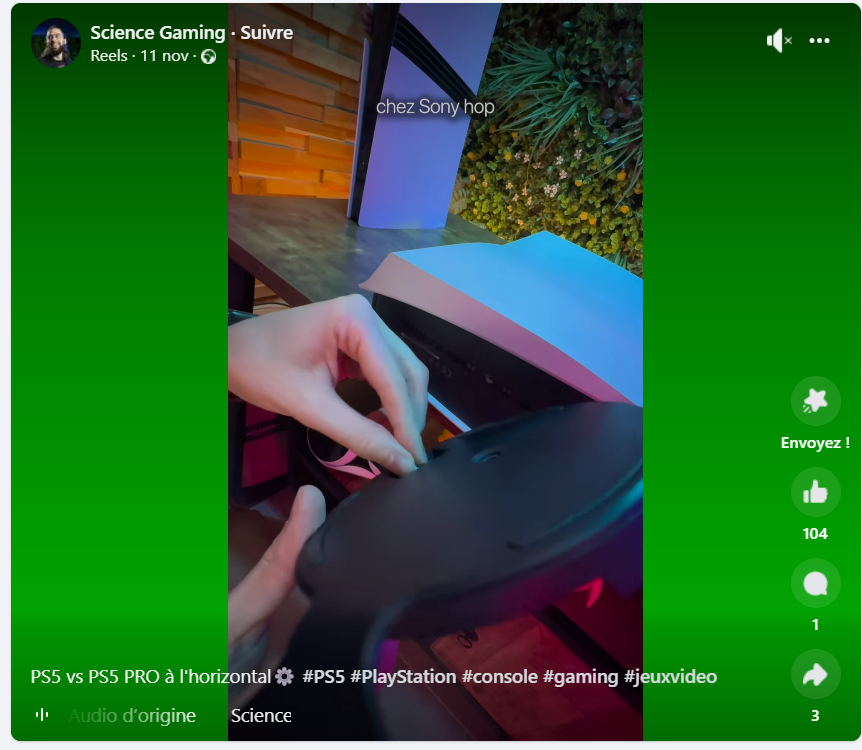 Science Gaming · Suivre
Reels · 11 nov ·
chez Sony hop
Envoyez !
104
1
PS5 vs PS5 PRO à l'horizontal⚙️ #PS5 #PlayStation #console #gaming #jeuxvideo
Audio d'origine Science
3